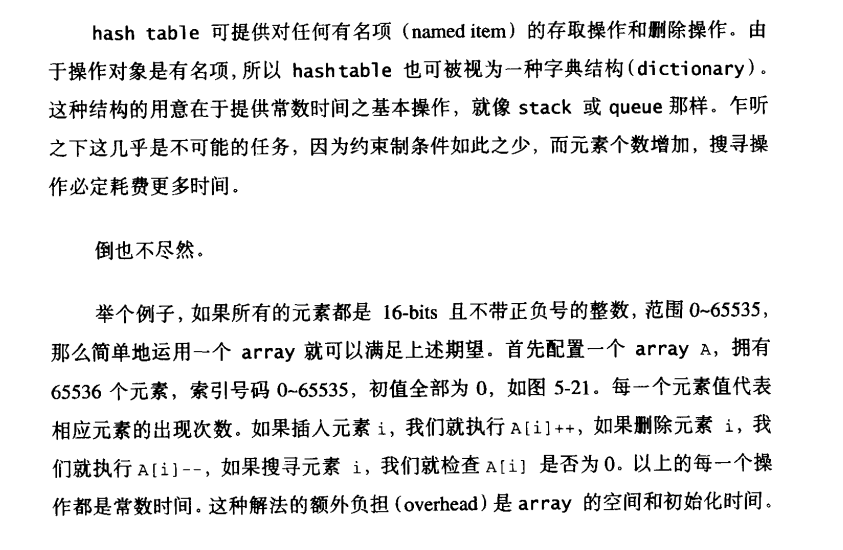 hash table 可提供对任何有名项（named item）的存取操作和删除操作。由
于操作对象是有名项，所以 hashtable 也可被视为一种字典结构（dictionary）。
这种结构的用意在于提供常数时间之基本操作，就像 stack 或 queue 那样。乍听
之下这几乎是不可能的任务，因为约束制条件如此之少，而元素个数增加，搜寻操
作必定耗费更多时间。
倒也不尽然。
举个例子，如果所有的元素都是 16-bits 且不带正负号的整数，范围 0~65535，
那么简单地运用一个 array 就可以满足上述期望。首先配置一个 array A，拥有
65536 个元素，索引号码 0~65535，初值全部为 0，如图 5-21。每一个元素值代表
相应元素的出现次数。如果插入元素 i，我们就执行 A[i]++，如果删除元素 i，我
们就执行 A[i]--，如果搜寻元素 i，我们就检查 A[i] 是否为 0。以上的每一个操
作都是常数时间。这种解法的额外负担（overhead）是 array 的空间和初始化时间。